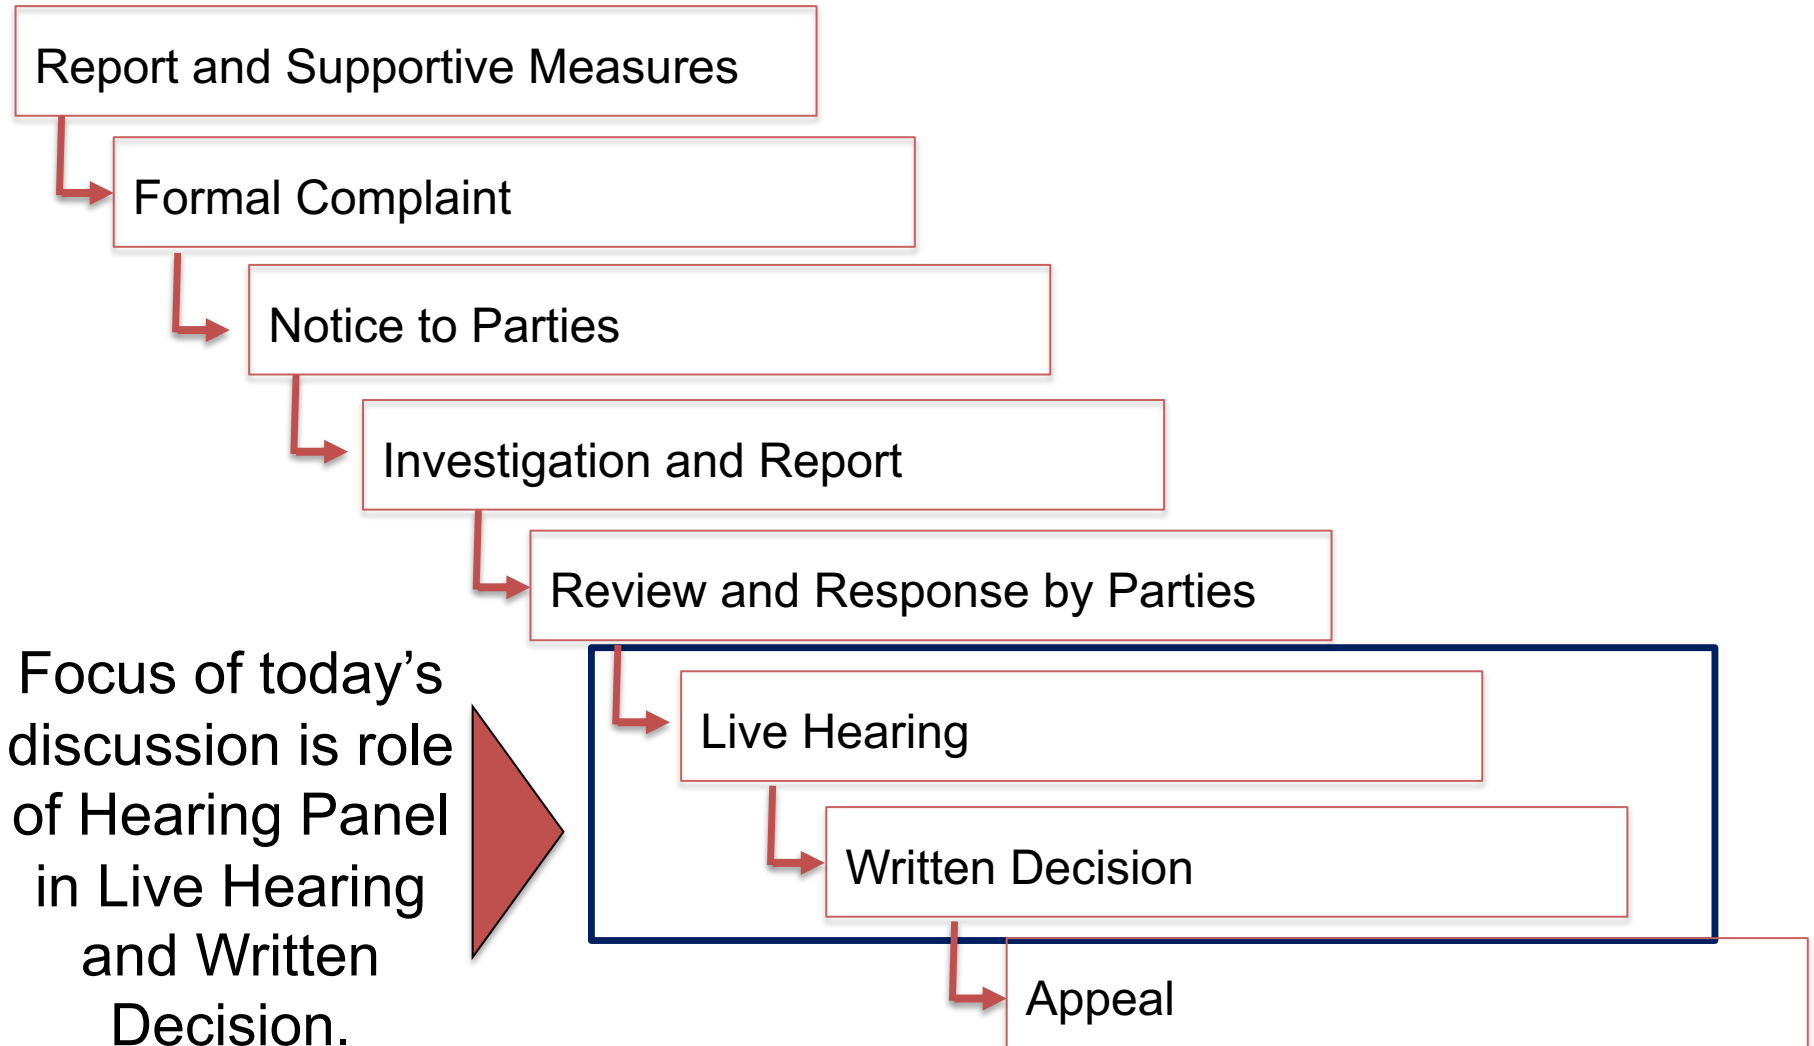 Report and Supportive Measures
Formal Complaint
Notice to Parties
Investigation and Report
Review and Response by Parties
Focus of today’s
discussion is role
of Hearing Panel
in Live Hearing
and Written
Decision.
Live Hearing
Written Decision
Appeal